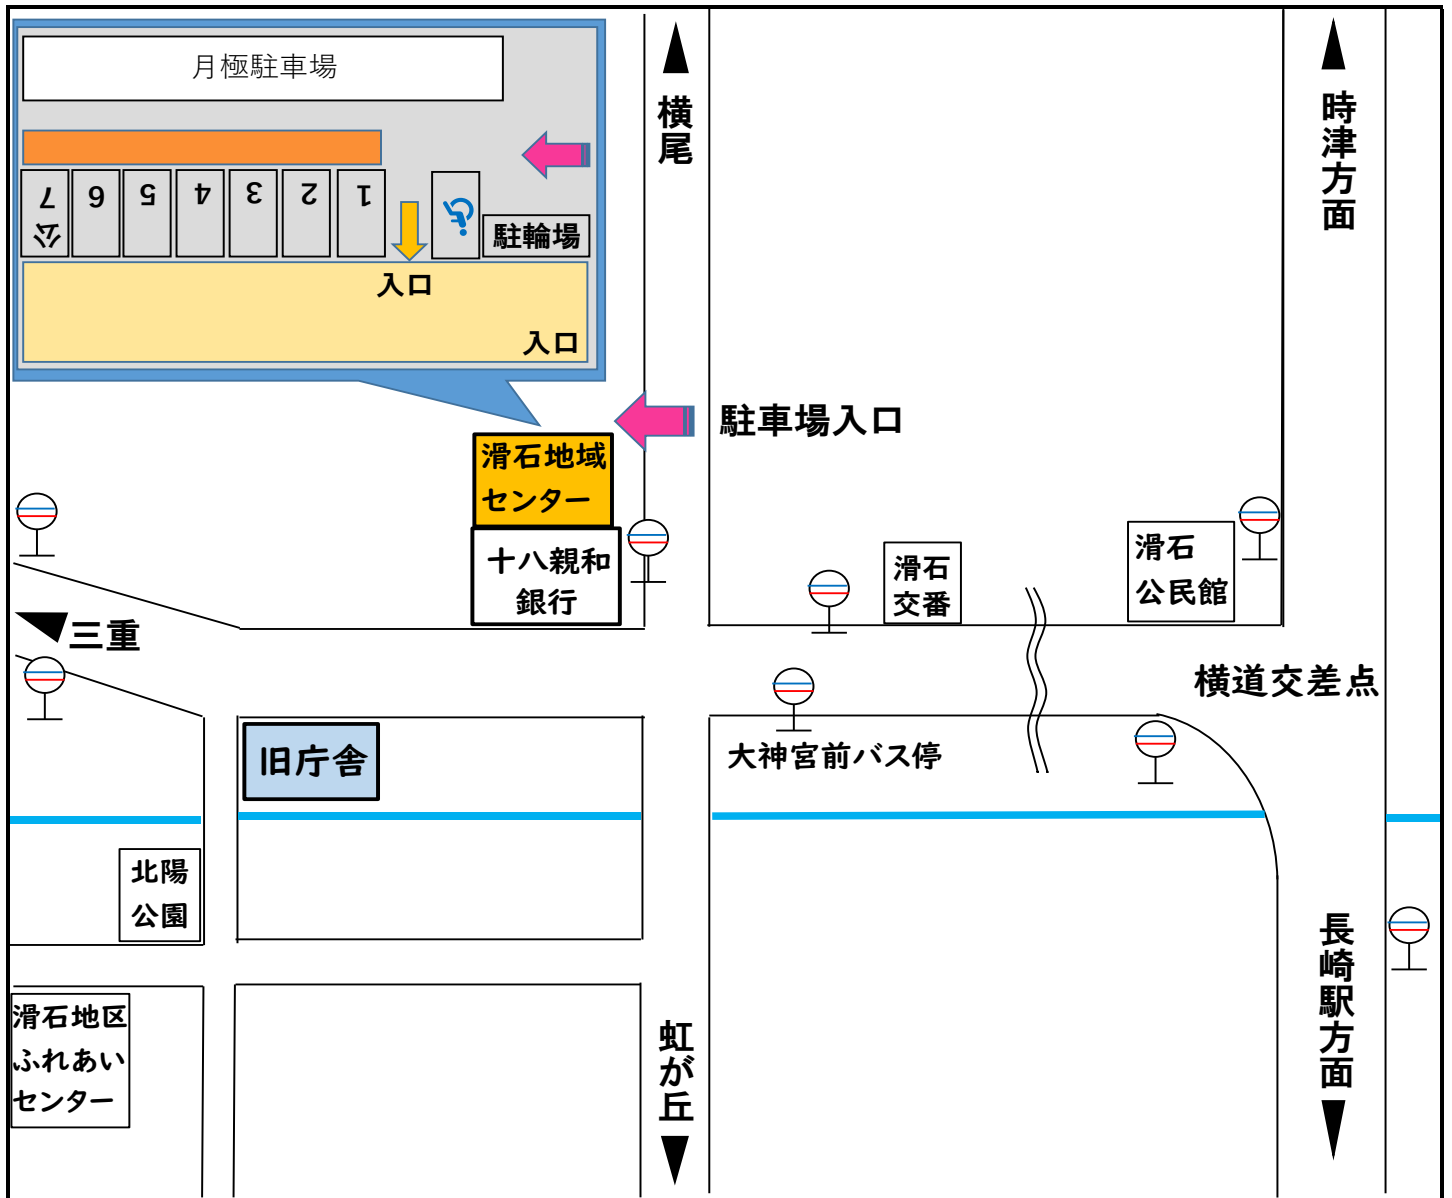 月極駐車場
7
公
6
5
4
3
2
1
駐輪場
入口
入口
横尾
時津方面
駐車場入口
滑石地域
センター
十八親和
銀行
滑石
交番
滑石
公民館
三重
横道交差点
旧庁舎
大神宮前バス停
北陽
公園
滑石地区
ふれあい
センター
虹が丘
長崎駅方面